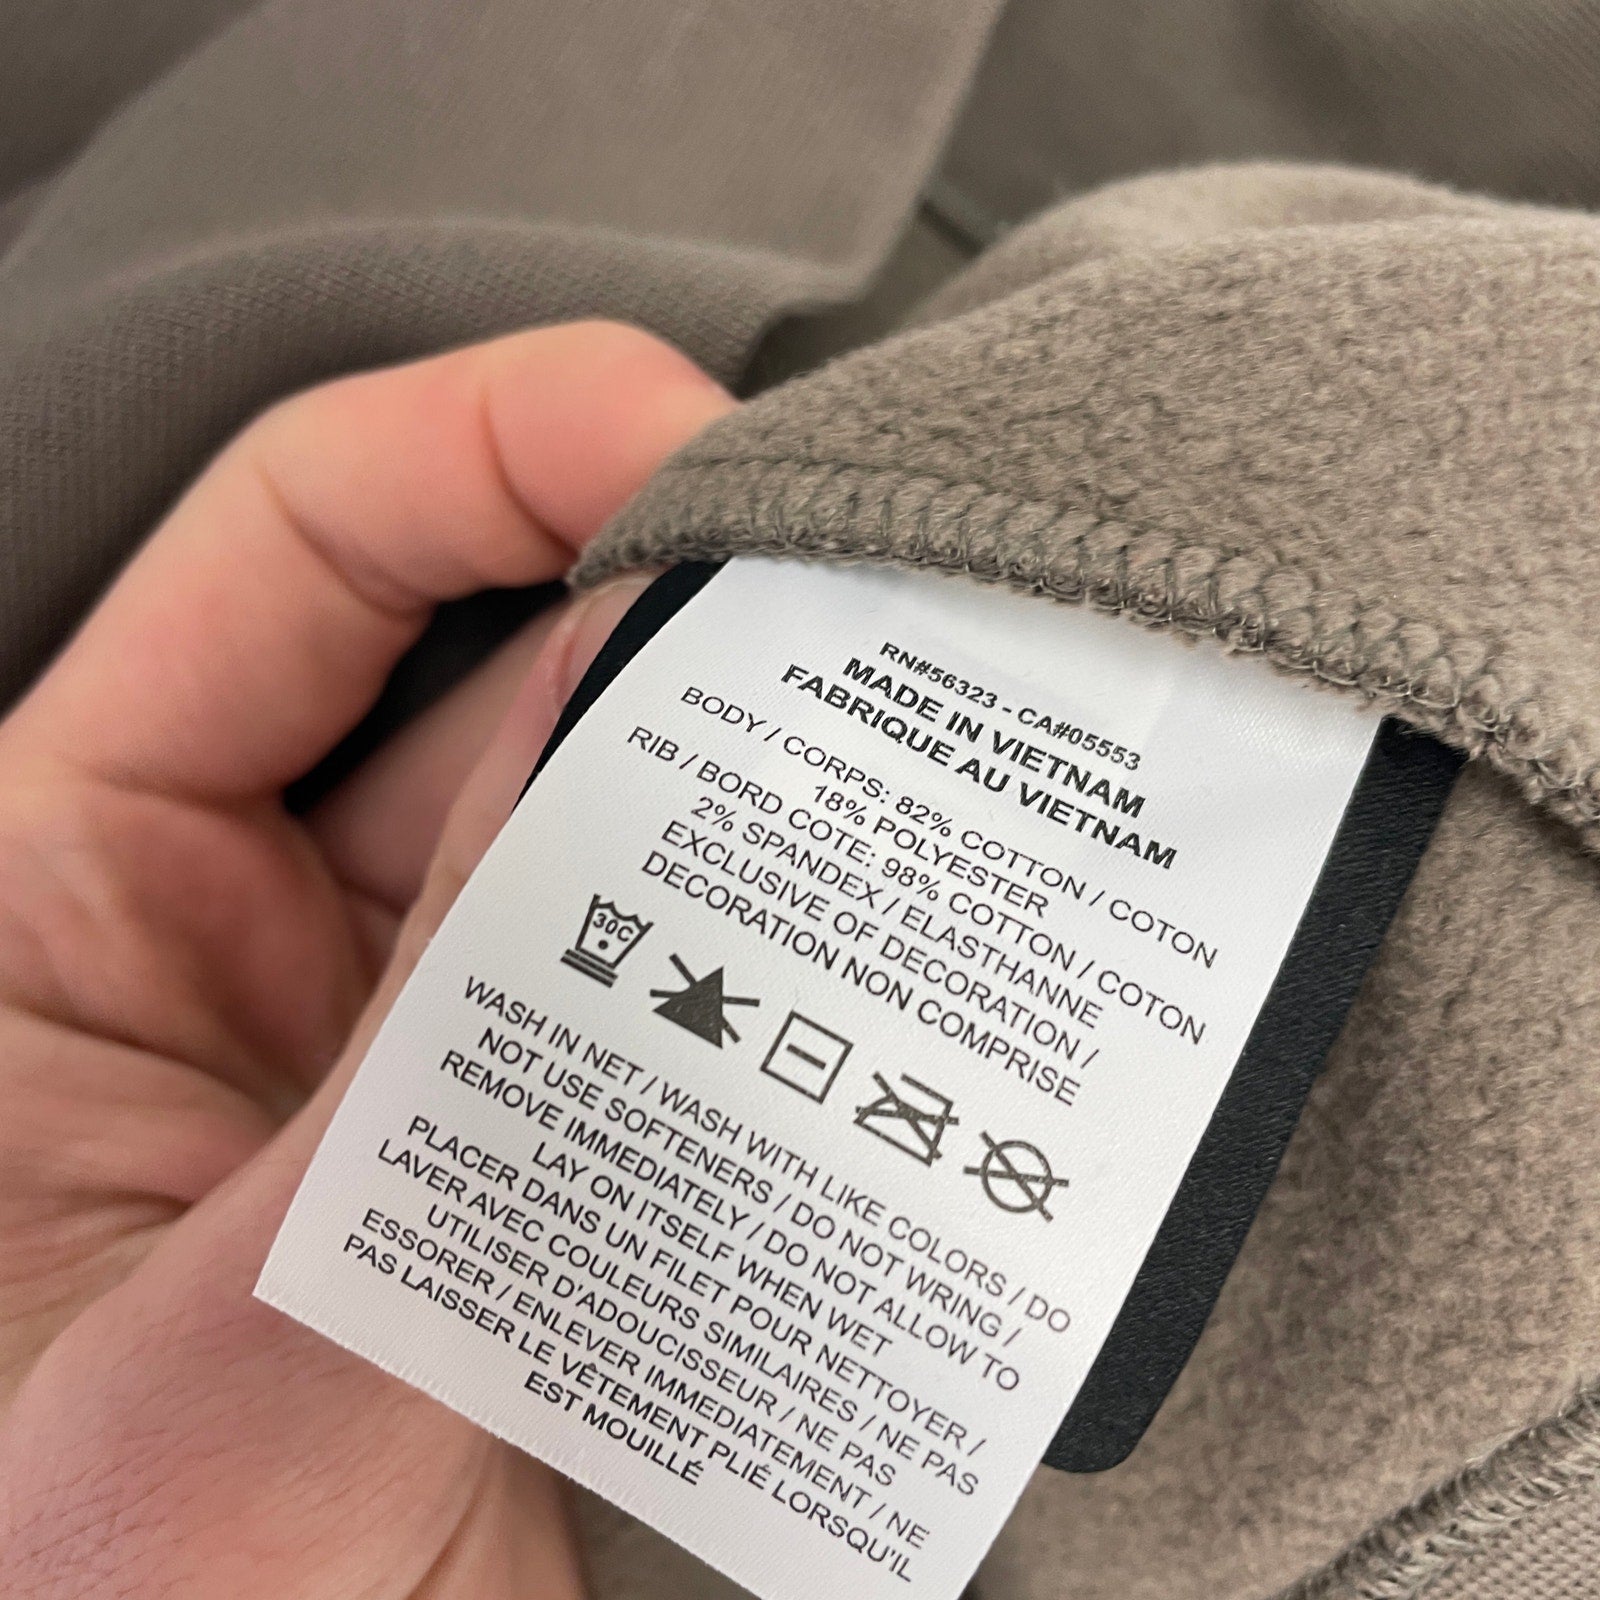 RN#56323 - CA#05553
MADE IN VIETNAM
FABRIQUE AU VIETNAM
BODY / CORPS: 82% COTTON / COTON
18% POLYESTER
RIB / BORD COTE: 98% COTTON / COTON
2% SPANDEX / ELASTHANNE
EXCLUSIVE OF DECORATION /
DECORATION NON COMPRISE
30C
WASH IN NET / WASH WITH LIKE COLORS / DO
NOT USE SOFTENERS / DO NOT WRING /
REMOVE IMMEDIATELY / DO NOT ALLOW TO
LAY ON ITSELF WHEN WET
PLACER DANS UN FILET POUR NETTOYER /
LAVER AVEC COULEURS SIMILAIRES / NE PAS
UTILISER D'ADOUCISSEUR / NE PAS
ESSORER / ENLEVER IMMEDIATEMENT / NE
PAS LAISSER LE VÊTEMENT PLIÉ LORSQU'IL
EST MOUILLÉ